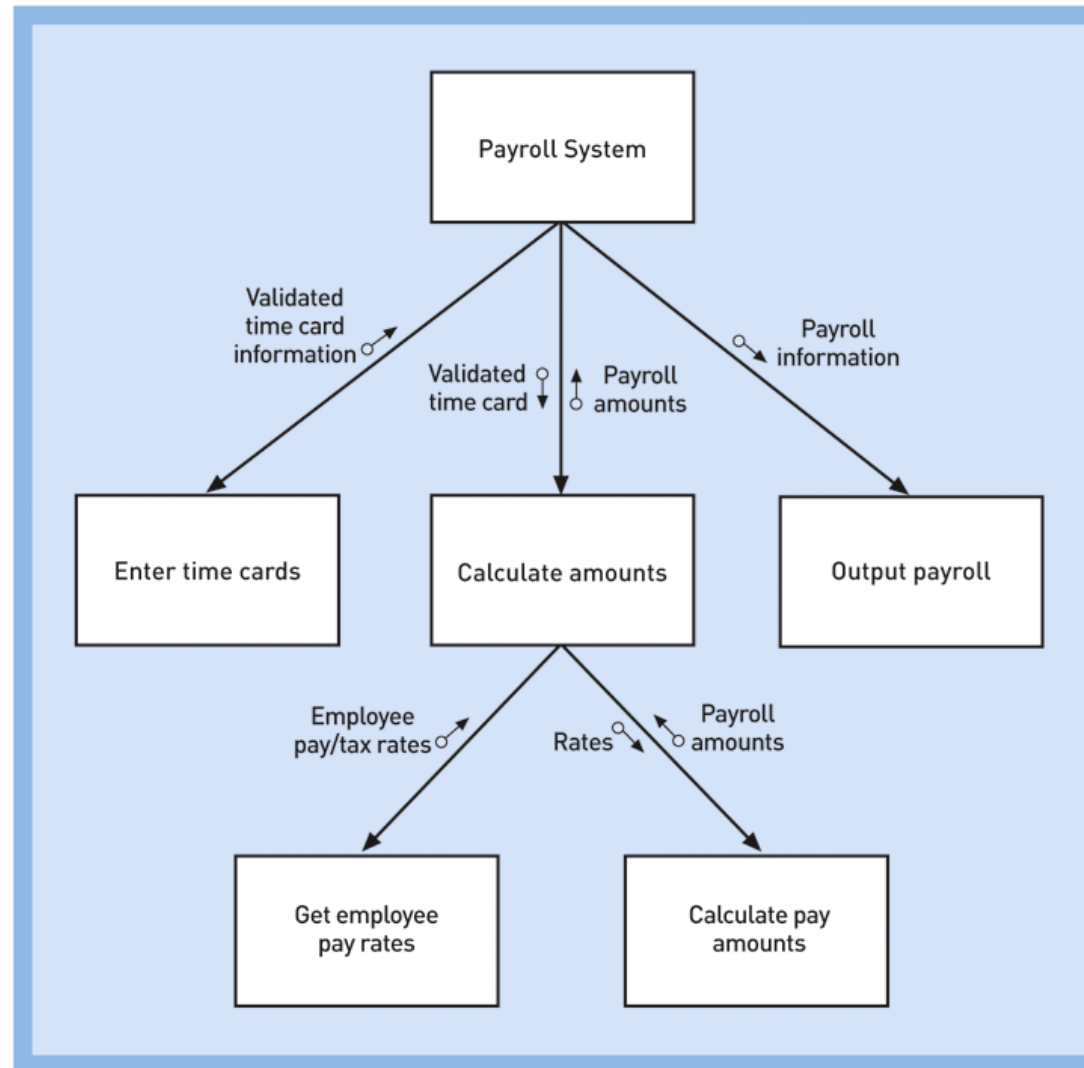 Payroll System
Validated
time card
information
Payroll
information
Validated
time card
Payroll
amounts
Enter time cards
Calculate amounts
Output payroll
Employee
pay/tax rates
Rates
Payroll
amounts
Get employee
pay rates
Calculate pay
amounts